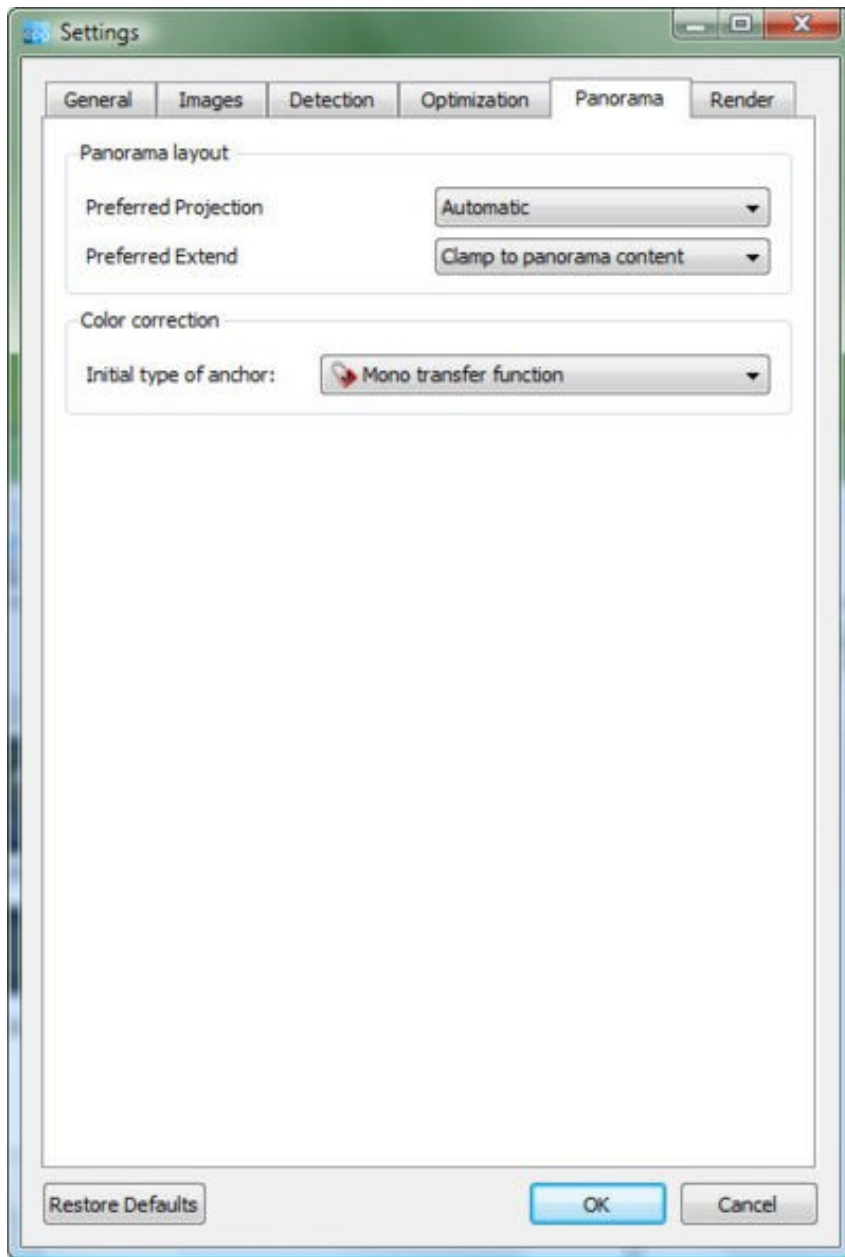 Settings
General Images Detection Optimization Panorama Render
Panorama layout
Preferred Projection Automatic
Preferred Extend Clamp to panorama content
Color correction
Initial type of anchor: Mono transfer function
Restore Defaults OK Cancel